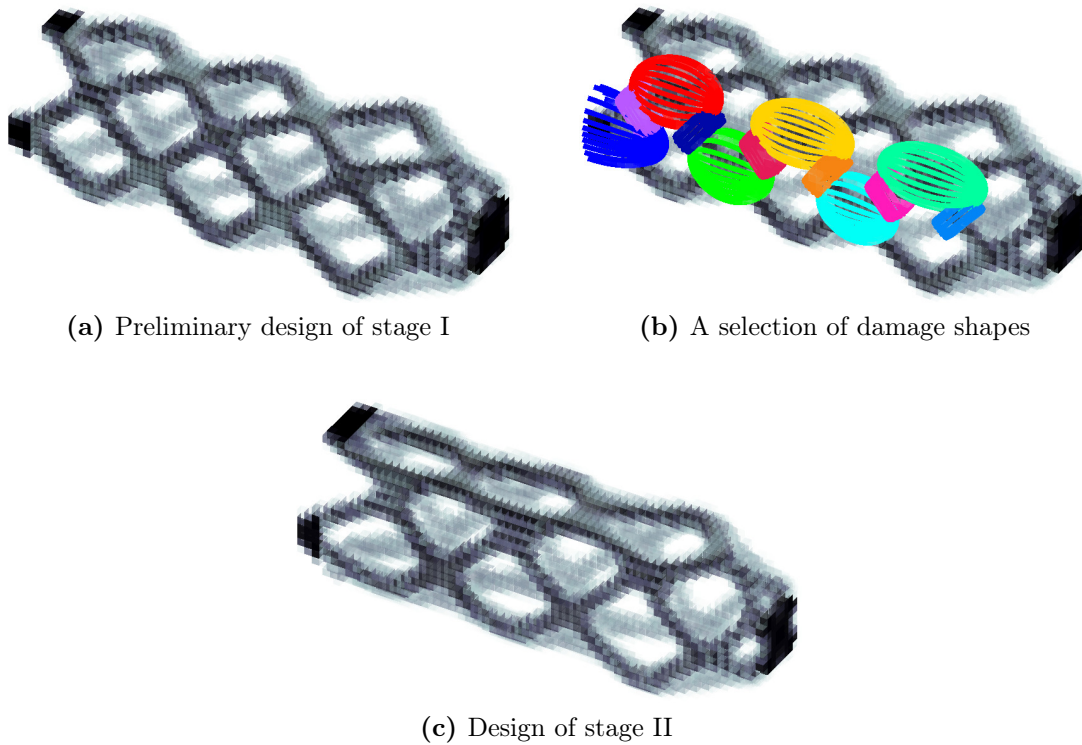 (a) Preliminary design of stage I
(b) A selection of damage shapes
(c) Design of stage II